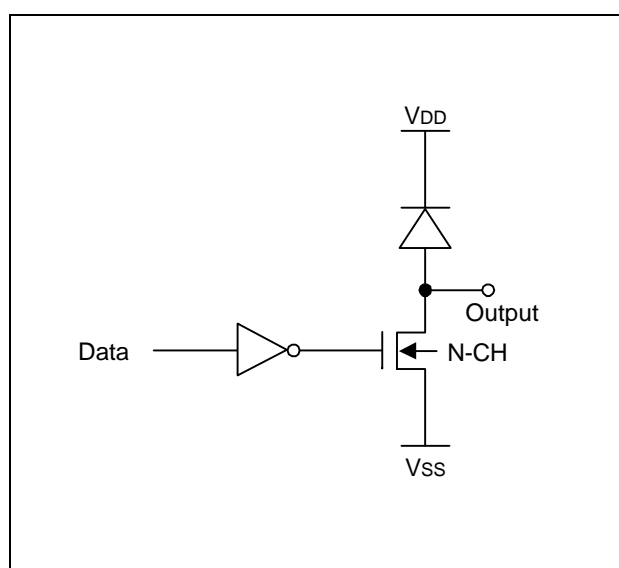 VDD
Output
Data
N-CH
VSS